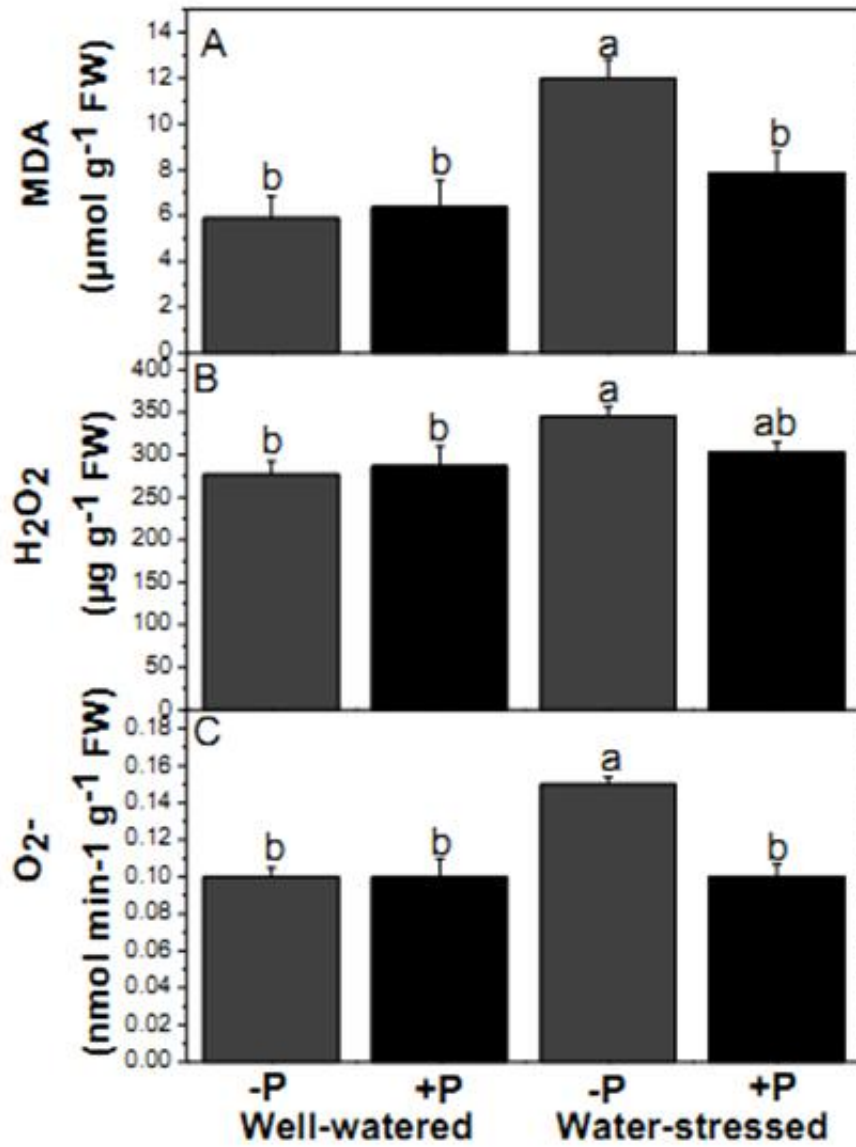 A
MDA
(µmol g⁻¹ FW)
14
12
10
8
6
4
2
0
b
b
a
b
B
H₂O₂
(µg g⁻¹ FW)
400
350
300
250
200
150
100
50
0
b
b
a
ab
C
O₂-
(nmol min-1 g⁻¹ FW)
0.18
0.16
0.14
0.12
0.10
0.08
0.06
0.04
0.02
0.00
b
b
a
b
-P +P -P +P
Well-watered Water-stressed